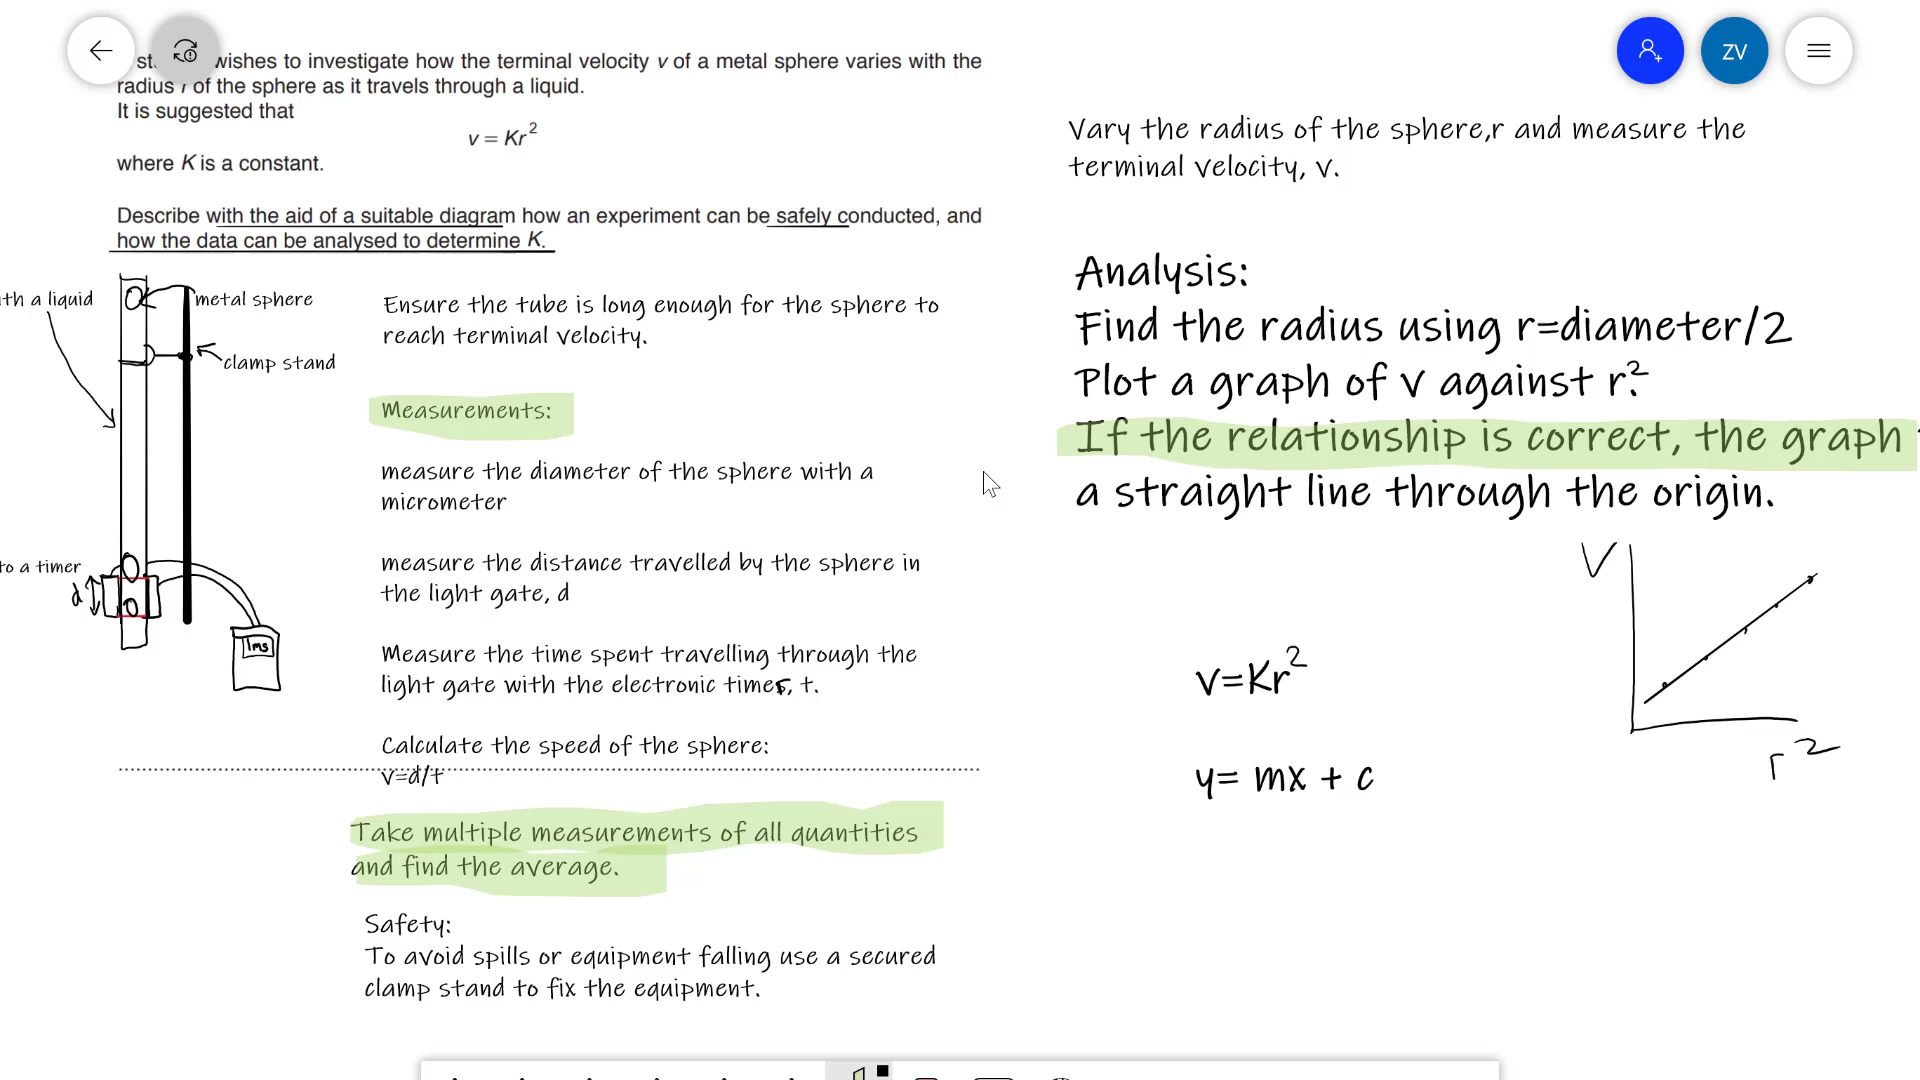 wishes to investigate how the terminal velocity v of a metal sphere varies with the
radius r of the sphere as it travels through a liquid.
It is suggested that
v = Kr²
where K is a constant.
Describe with the aid of a suitable diagram how an experiment can be safely conducted, and
how the data can be analysed to determine K.
with a liquid
metal sphere
clamp stand
to a timer
d
1ms
Ensure the tube is long enough for the sphere to
reach terminal velocity.
Measurements:
measure the diameter of the sphere with a
micrometer
measure the distance travelled by the sphere in
the light gate, d
Measure the time spent travelling through the
light gate with the electronic timer, t.
Calculate the speed of the sphere:
v=d/t
Take multiple measurements of all quantities
and find the average.
Safety:
To avoid spills or equipment falling use a secured
clamp stand to fix the equipment.
ZV
Vary the radius of the sphere,r and measure the
terminal velocity, v.
Analysis:
Find the radius using r=diameter/2
Plot a graph of v against r².
If the relationship is correct, the graph
a straight line through the origin.
V
r²
v=Kr²
y= mx + c